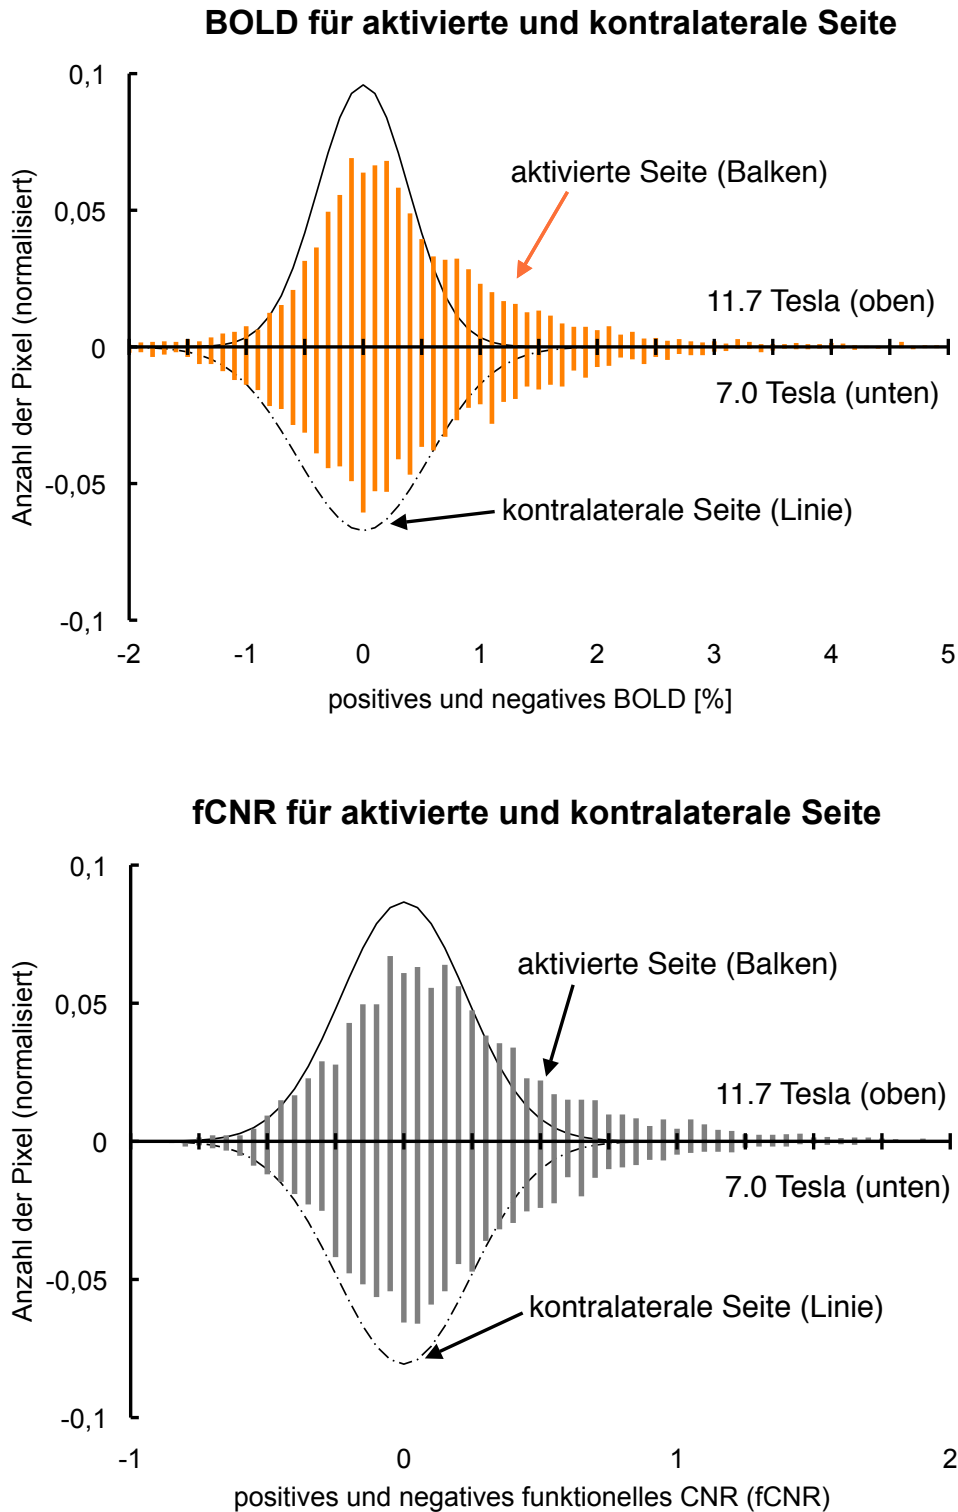 BOLD für aktivierte und kontralaterale Seite
0,1
0,05
0
-0,05
-0,1
Anzahl der Pixel (normalisiert)
aktivierte Seite (Balken)
11.7 Tesla (oben)
7.0 Tesla (unten)
kontralaterale Seite (Linie)
-2 -1 0 1 2 3 4 5
positives und negatives BOLD [%]
fCNR für aktivierte und kontralaterale Seite
0,1
0,05
0
-0,05
-0,1
Anzahl der Pixel (normalisiert)
aktivierte Seite (Balken)
11.7 Tesla (oben)
7.0 Tesla (unten)
kontralaterale Seite (Linie)
-1 0 1 2
positives und negatives funktionelles CNR (fCNR)